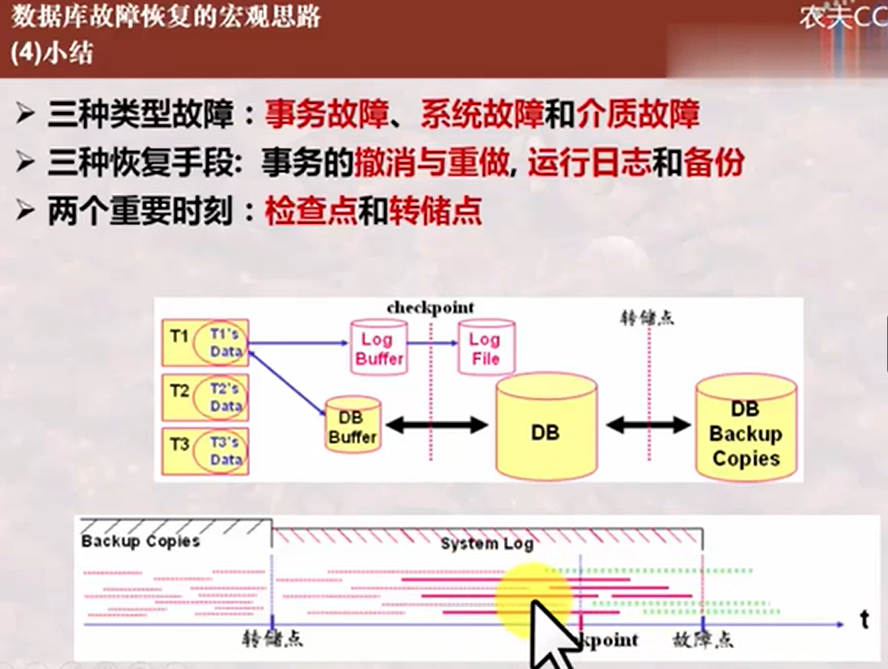 数据库故障恢复的宏观思路
农夫CC
(4)小结
➢ 三种类型故障：事务故障、系统故障和介质故障
➢ 三种恢复手段: 事务的撤消与重做, 运行日志和备份
➢ 两个重要时刻：检查点和转储点
checkpoint
转储点
T1
T1's
Data
Log
Buffer
Log
File
T2
T2's
Data
DB
Buffer
DB
DB
Backup
Copies
T3
T3's
Data
Backup Copies
System Log
转储点
kpoint
故障点
t